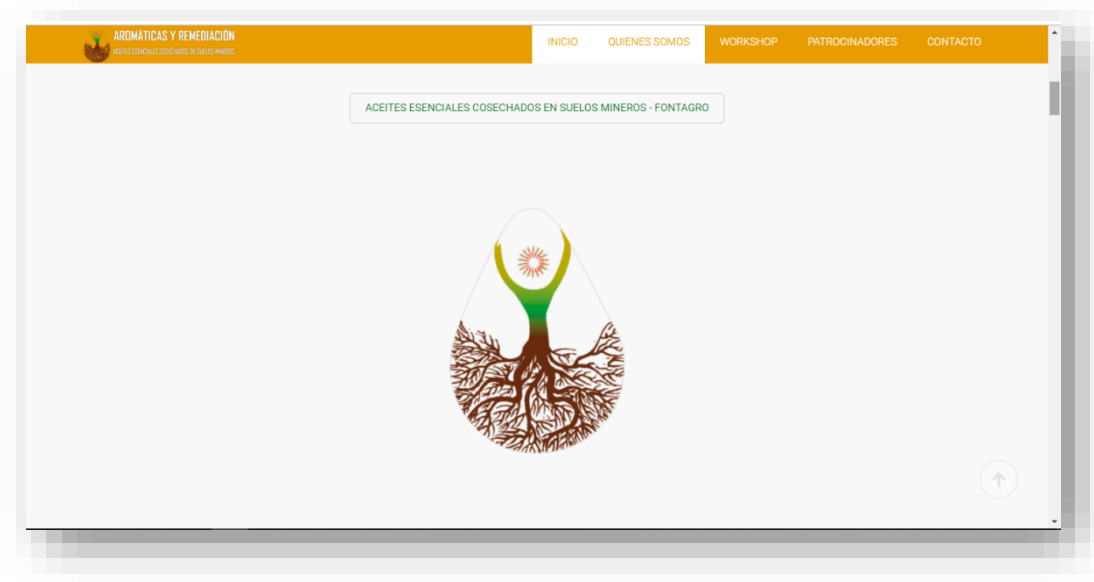 AROMÁTICAS Y REMEDIACIÓN
ACEITES ESENCIALES COSECHADOS EN SUELOS MINEROS
INICIO QUIENES SOMOS WORKSHOP PATROCINADORES CONTACTO
ACEITES ESENCIALES COSECHADOS EN SUELOS MINEROS - FONTAGRO